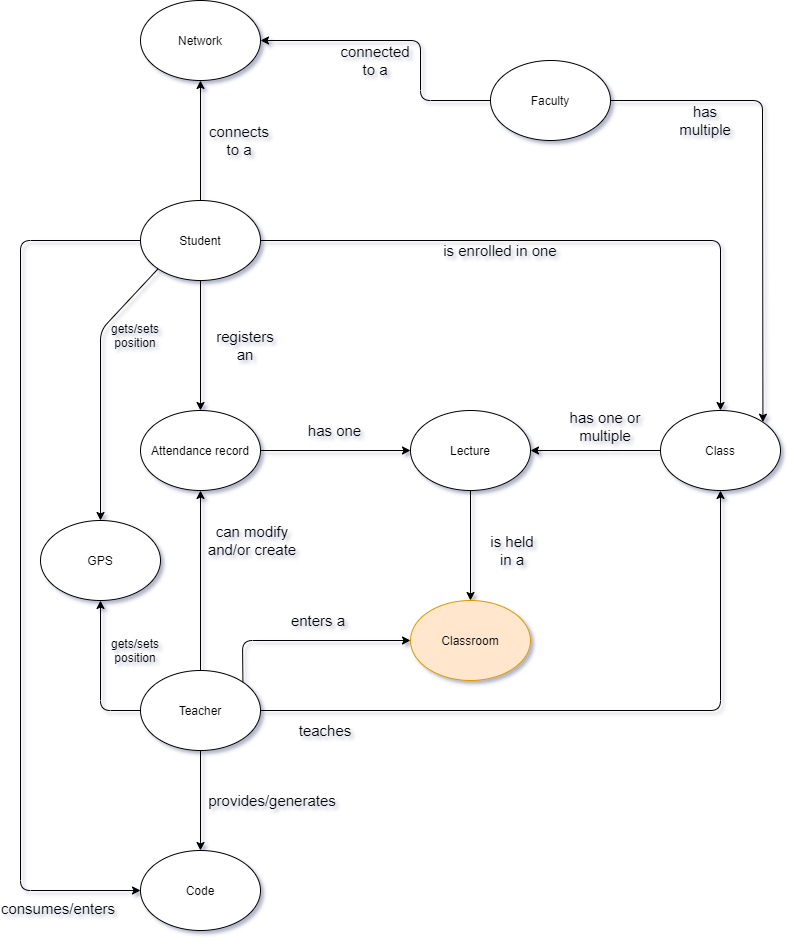 Network
connected
to a
Faculty
has
multiple
connects
to a
Student
is enrolled in one
gets/sets
position
registers
an
Attendance record
has one
Lecture
has one or
multiple
Class
can modify
and/or create
is held
in a
GPS
enters a
Classroom
gets/sets
position
Teacher
teaches
provides/generates
Code
consumes/enters